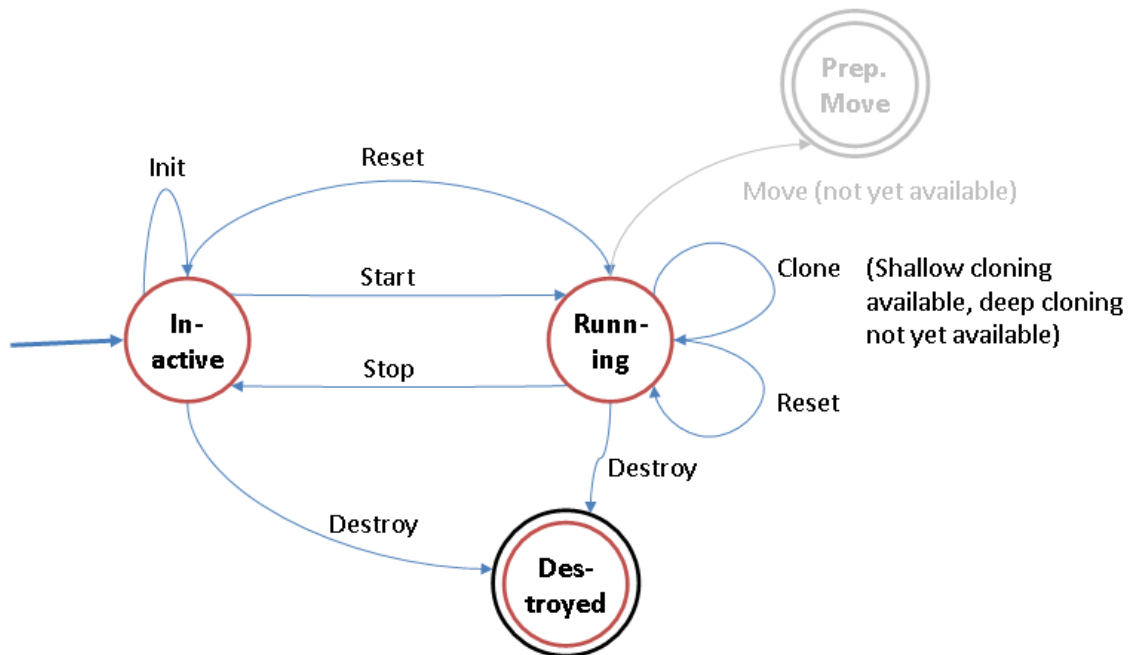 Prep.
Move
Init
Reset
Move (not yet available)
Start
Clone (Shallow cloning
available, deep cloning
not yet available)
In-
active
Runn-
ing
Stop
Reset
Destroy
Destroy
Des-
troyed